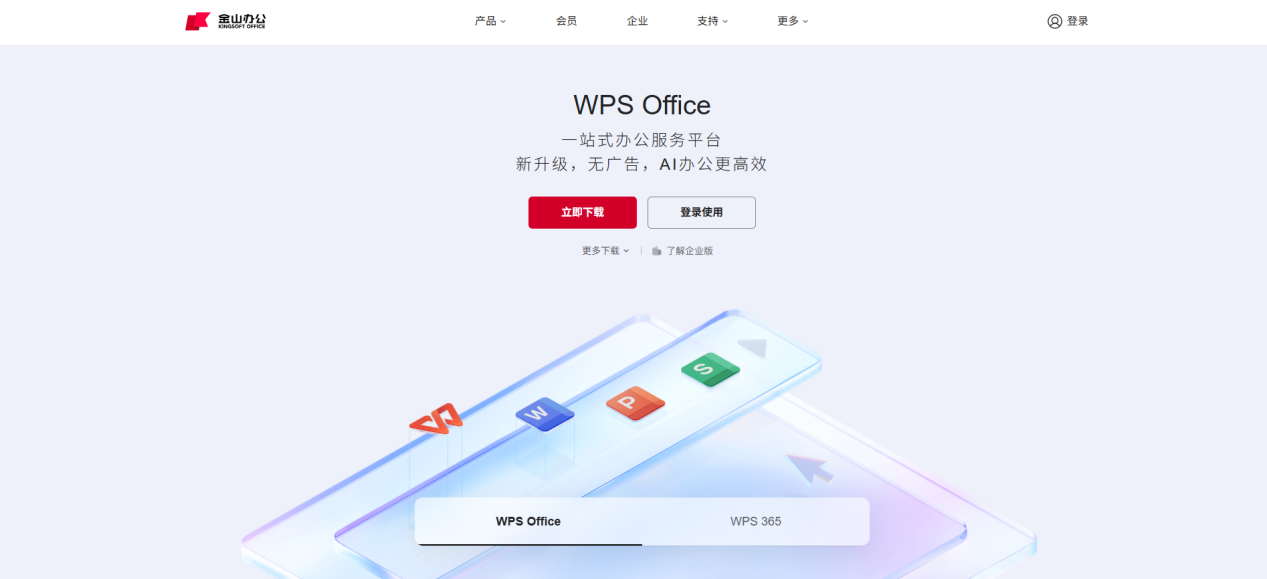 金山办公
KINGSOFT OFFICE
产品
会员
企业
支持
更多
登录
WPS Office
一站式办公服务平台
新升级，无广告，AI办公更高效
立即下载
登录使用
更多下载
了解企业版
W
P
S
WPS Office
WPS 365